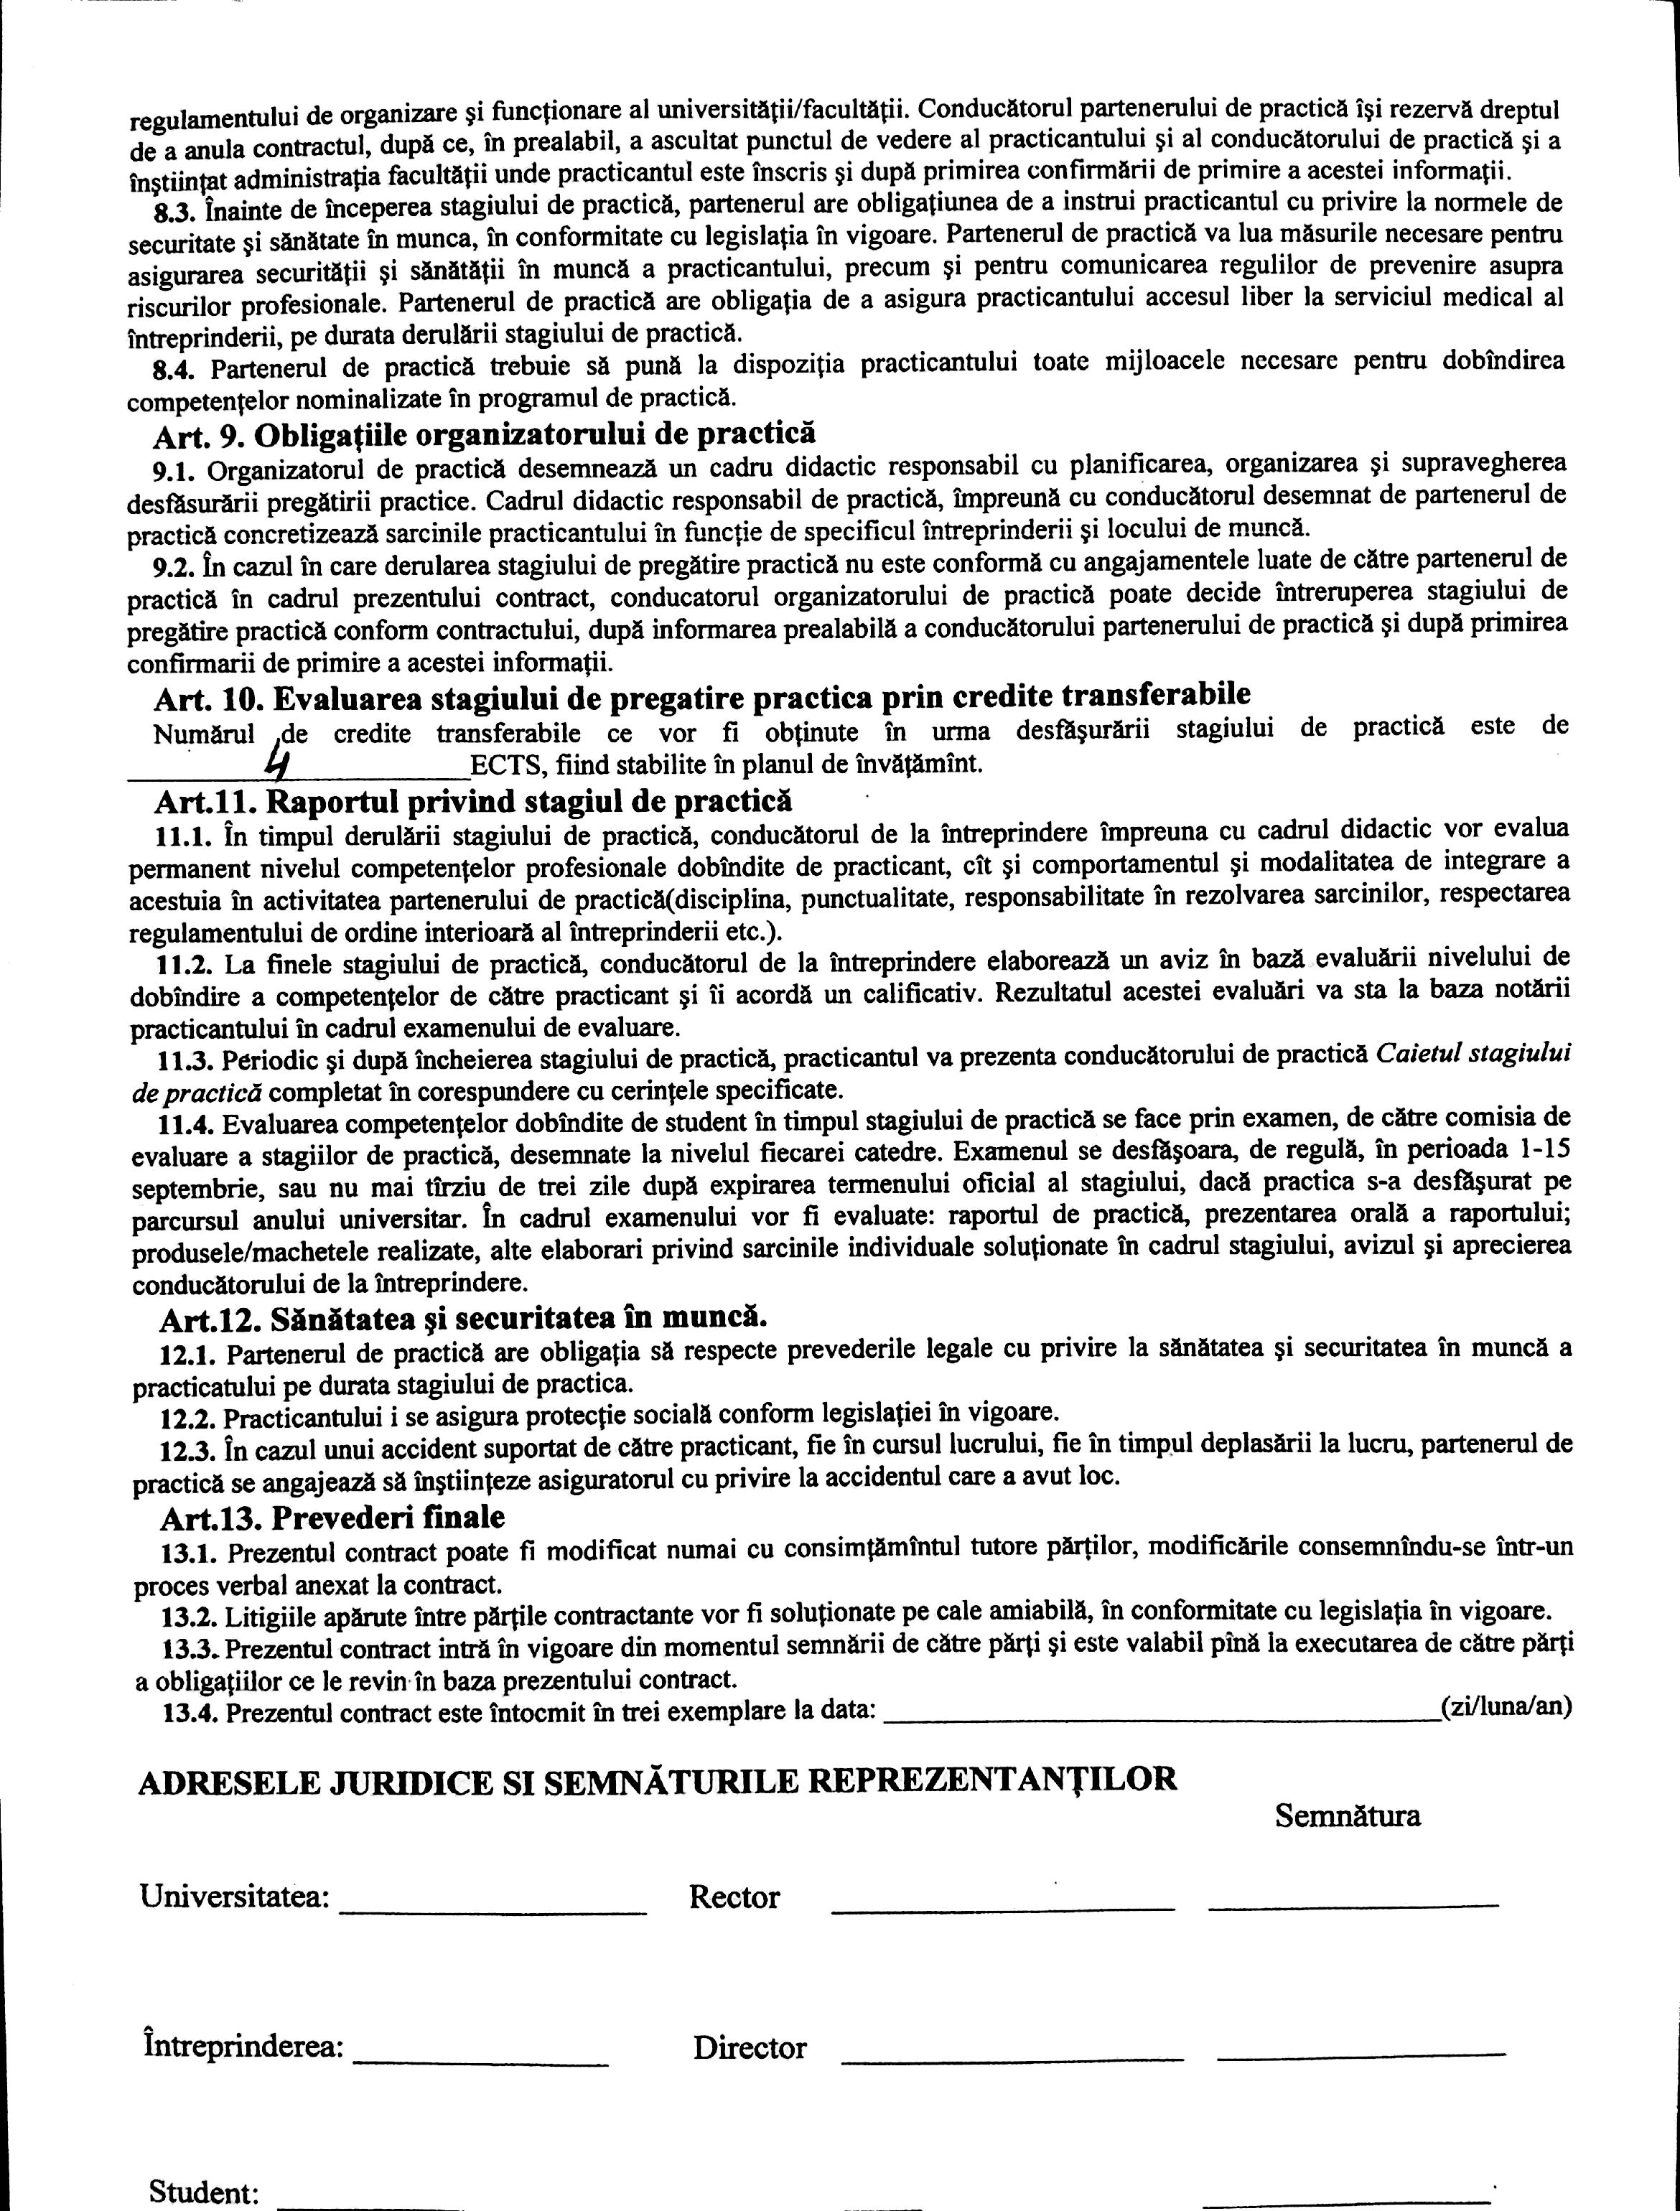 regulamentului de organizare şi funcţionare al universităţii/facultăţii. Conducătorul partenerului de practică îşi rezervă dreptul
de a anula contractul, după ce, în prealabil, a ascultat punctul de vedere al practicantului şi al conducătorului de practică şi a
înştiinţat administraţia facultăţii unde practicantul este înscris şi după primirea confirmării de primire a acestei informaţii.
8.3. Înainte de începerea stagiului de practică, partenerul are obligaţiunea de a instrui practicantul cu privire la normele de
securitate şi sănătate în munca, în conformitate cu legislaţia în vigoare. Partenerul de practică va lua măsurile necesare pentru
asigurarea securităţii şi sănătăţii în muncă a practicantului, precum şi pentru comunicarea regulilor de prevenire asupra
riscurilor profesionale. Partenerul de practică are obligaţia de a asigura practicantului accesul liber la serviciul medical al
întreprinderii, pe durata derulării stagiului de practică.
8.4. Partenerul de practică trebuie să pună la dispoziţia practicantului toate mijloacele necesare pentru dobîndirea
competenţelor nominalizate în programul de practică.
Art. 9. Obligaţiile organizatorului de practică
9.1. Organizatorul de practică desemnează un cadru didactic responsabil cu planificarea, organizarea şi supravegherea
desfăsurării pregătirii practice. Cadrul didactic responsabil de practică, împreună cu conducătorul desemnat de partenerul de
practică concretizează sarcinile practicantului în funcţie de specificul întreprinderii şi locului de muncă.
9.2. În cazul în care derularea stagiului de pregătire practică nu este conformă cu angajamentele luate de către partenerul de
practică în cadrul prezentului contract, conducatorul organizatorului de practică poate decide întreruperea stagiului de
pregătire practică conform contractului, după informarea prealabilă a conducătorului partenerului de practică şi după primirea
confirmarii de primire a acestei informaţii.
Art. 10. Evaluarea stagiului de pregatire practica prin credite transferabile
Numărul de credite transferabile ce vor fi obţinute în urma desfăşurării stagiului de practică este de
4 ECTS, fiind stabilite în planul de învăţămînt.
Art.11. Raportul privind stagiul de practică
11.1. În timpul derulării stagiului de practică, conducătorul de la întreprindere împreuna cu cadrul didactic vor evalua
permanent nivelul competenţelor profesionale dobîndite de practicant, cît şi comportamentul şi modalitatea de integrare a
acestuia în activitatea partenerului de practică(disciplina, punctualitate, responsabilitate în rezolvarea sarcinilor, respectarea
regulamentului de ordine interioară al întreprinderii etc.).
11.2. La finele stagiului de practică, conducătorul de la întreprindere elaborează un aviz în bază evaluării nivelului de
dobîndire a competenţelor de către practicant şi îi acordă un calificativ. Rezultatul acestei evaluări va sta la baza notării
practicantului în cadrul examenului de evaluare.
11.3. Periodic şi după încheierea stagiului de practică, practicantul va prezenta conducătorului de practică Caietul stagiului
de practică completat în corespundere cu cerinţele specificate.
11.4. Evaluarea competenţelor dobîndite de student în timpul stagiului de practică se face prin examen, de către comisia de
evaluare a stagiilor de practică, desemnate la nivelul fiecarei catedre. Examenul se desfăşoara, de regulă, în perioada 1-15
septembrie, sau nu mai tîrziu de trei zile după expirarea termenului oficial al stagiului, dacă practica s-a desfăşurat pe
parcursul anului universitar. În cadrul examenului vor fi evaluate: raportul de practică, prezentarea orală a raportului;
produsele/machetele realizate, alte elaborari privind sarcinile individuale soluţionate în cadrul stagiului, avizul şi aprecierea
conducătorului de la întreprindere.
Art.12. Sănătatea şi securitatea în muncă.
12.1. Partenerul de practică are obligaţia să respecte prevederile legale cu privire la sănătatea şi securitatea în muncă a
practicatului pe durata stagiului de practica.
12.2. Practicantului i se asigura protecţie socială conform legislaţiei în vigoare.
12.3. În cazul unui accident suportat de către practicant, fie în cursul lucrului, fie în timpul deplasării la lucru, partenerul de
practică se angajează să înştiinţeze asiguratorul cu privire la accidentul care a avut loc.
Art.13. Prevederi finale
13.1. Prezentul contract poate fi modificat numai cu consimţămîntul tutore părţilor, modificările consemnîndu-se într-un
proces verbal anexat la contract.
13.2. Litigiile apărute între părţile contractante vor fi soluţionate pe cale amiabilă, în conformitate cu legislaţia în vigoare.
13.3. Prezentul contract intră în vigoare din momentul semnării de către părţi şi este valabil pînă la executarea de către părţi
a obligaţiilor ce le revin în baza prezentului contract.
13.4. Prezentul contract este întocmit în trei exemplare la data: (zi/luna/an)
ADRESELE JURIDICE SI SEMNĂTURILE REPREZENTANŢILOR
Semnătura
Universitatea: Rector
Întreprinderea: Director
Student: